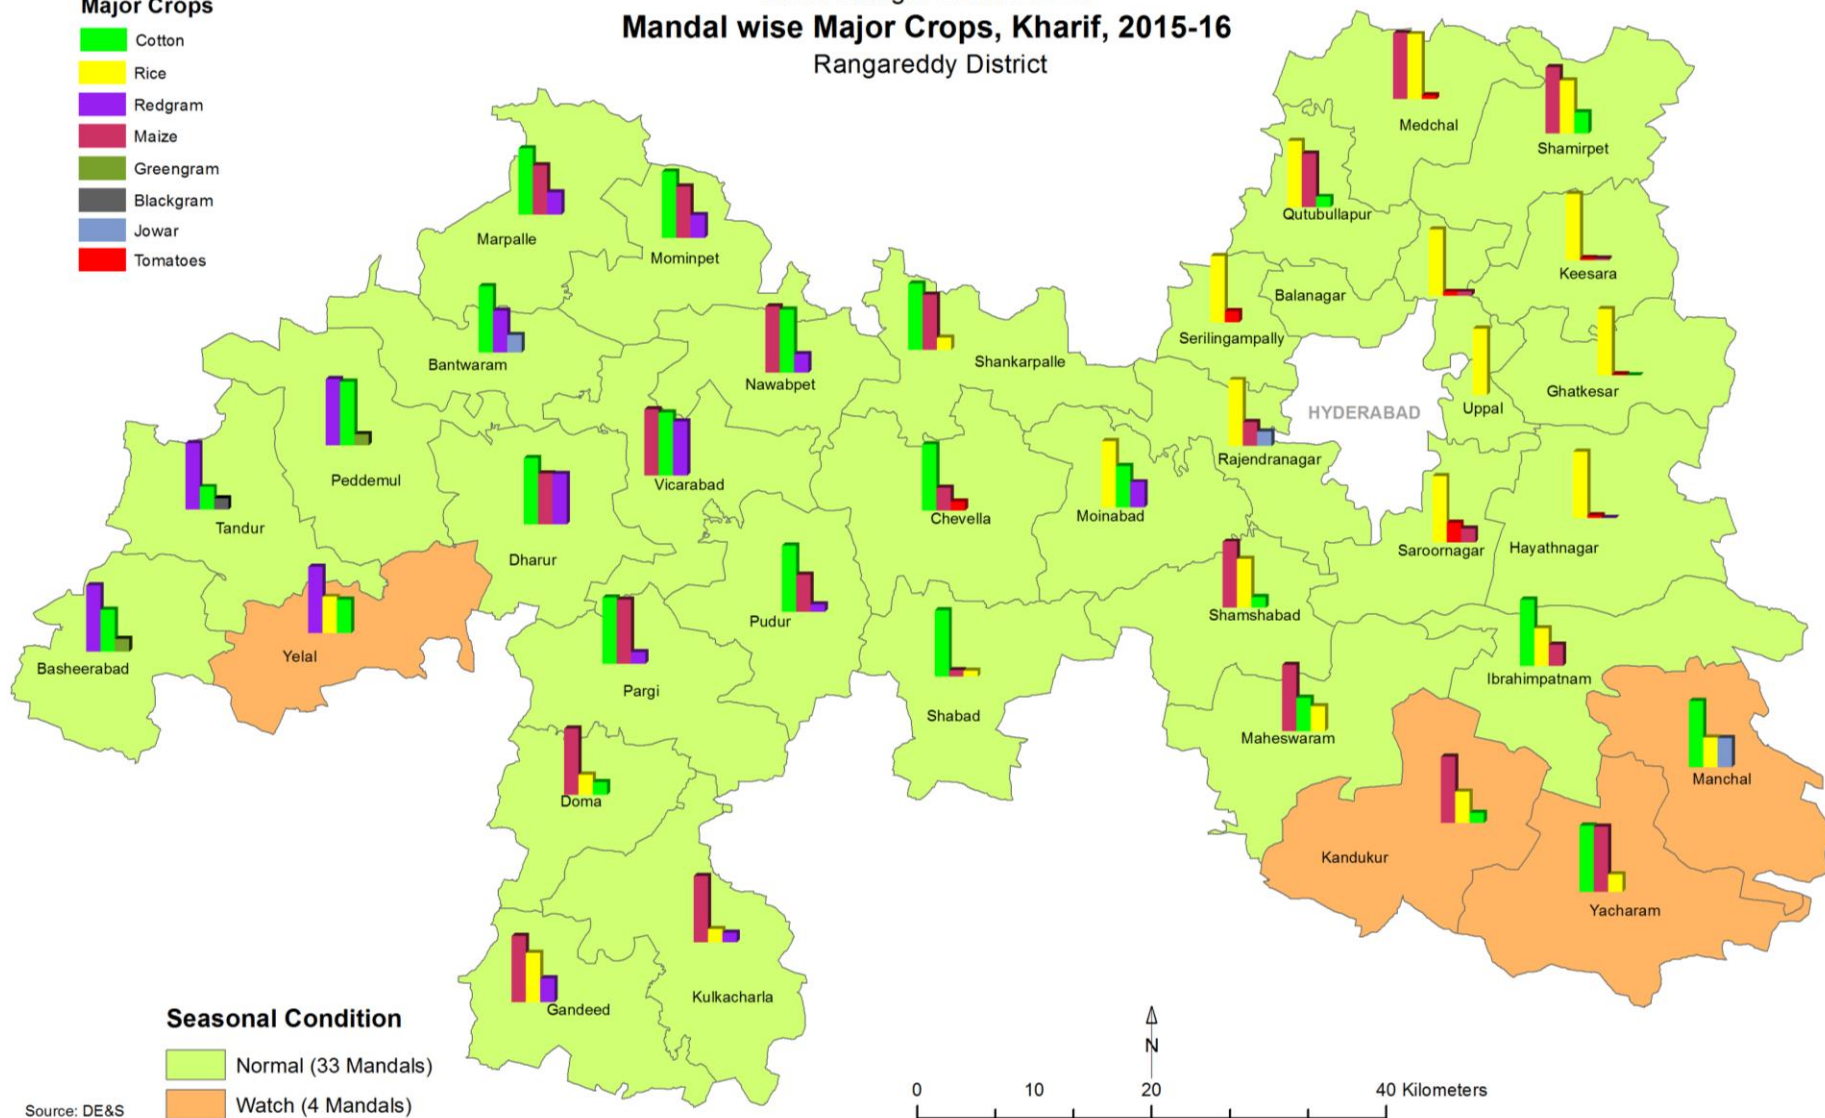 Major Crops
Cotton
Rice
Redgram
Maize
Greengram
Blackgram
Jowar
Tomatoes
Mandal wise Major Crops, Kharif, 2015-16
Rangareddy District
Medchal
Shamirpet
Qutubullapur
Marpalle
Mominpet
Keesara
Balanagar
Serilingampally
Shankarpalle
Bantwaram
Nawabpet
Ghatkesar
Uppal
HYDERABAD
Rajendranagar
Peddemul
Vicarabad
Moinabad
Chevella
Tandur
Saroornagar
Hayathnagar
Dharur
Shamshabad
Pudur
Yelal
Basheerabad
Ibrahimpatnam
Pargi
Shabad
Maheswaram
Manchal
Doma
Kandukur
Yacharam
Kulkacharla
Gandeed
Seasonal Condition
Normal (33 Mandals)
Watch (4 Mandals)
N
0 10 20 40 Kilometers
Source: DE&S